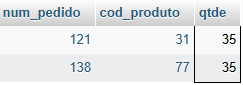 num_pedido cod_produto qtde
121 31 35
138 77 35